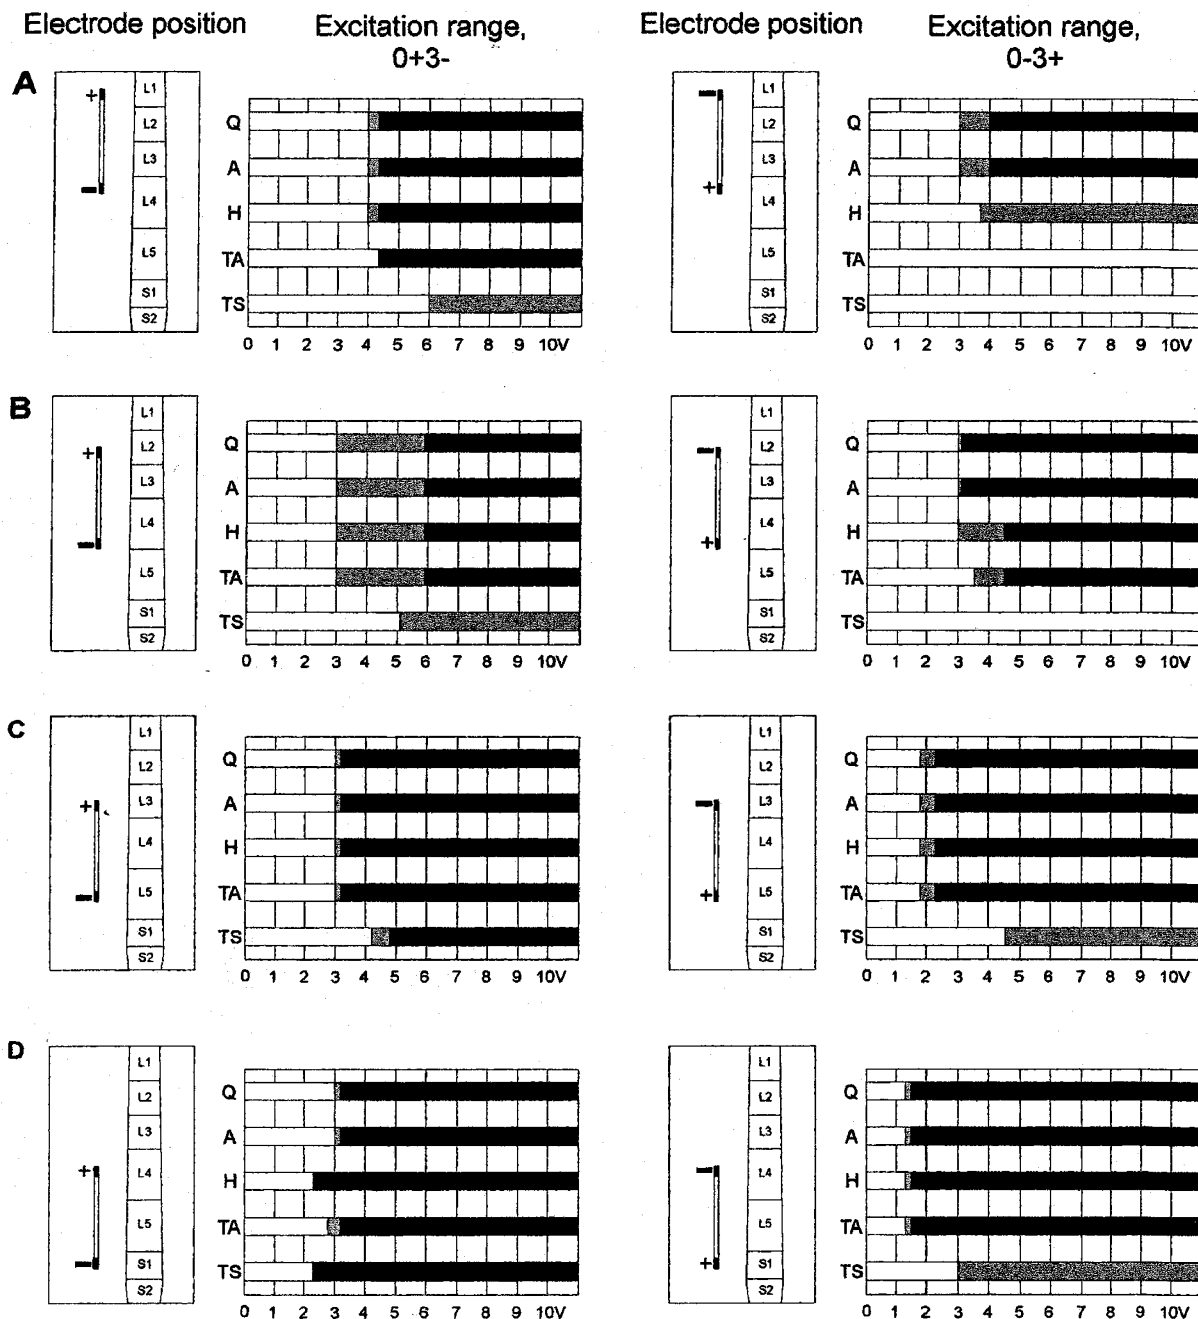 Electrode position Excitation range, Electrode position Excitation range,
0+3- 0-3+
A
+ L1 − L1
L2 Q L2 Q
L3 A L3 A
− L4 H + L4 H
L5 TA L5 TA
S1 TS S1 TS
S2 S2
0 1 2 3 4 5 6 7 8 9 10V 0 1 2 3 4 5 6 7 8 9 10V
B
L1 L1
+ L2 Q − L2 Q
L3 A L3 A
L4 H L4 H
− L5 TA + L5 TA
S1 TS S1 TS
S2 S2
0 1 2 3 4 5 6 7 8 9 10V 0 1 2 3 4 5 6 7 8 9 10V
C
L1 L1
L2 Q L2 Q
+ L3 A − L3 A
L4 H L4 H
− L5 TA + L5 TA
S1 TS S1 TS
S2 S2
0 1 2 3 4 5 6 7 8 9 10V 0 1 2 3 4 5 6 7 8 9 10V
D
L1 L1
L2 Q L2 Q
L3 A L3 A
+ L4 H − L4 H
L5 TA L5 TA
− S1 TS + S1 TS
S2 S2
0 1 2 3 4 5 6 7 8 9 10V 0 1 2 3 4 5 6 7 8 9 10V